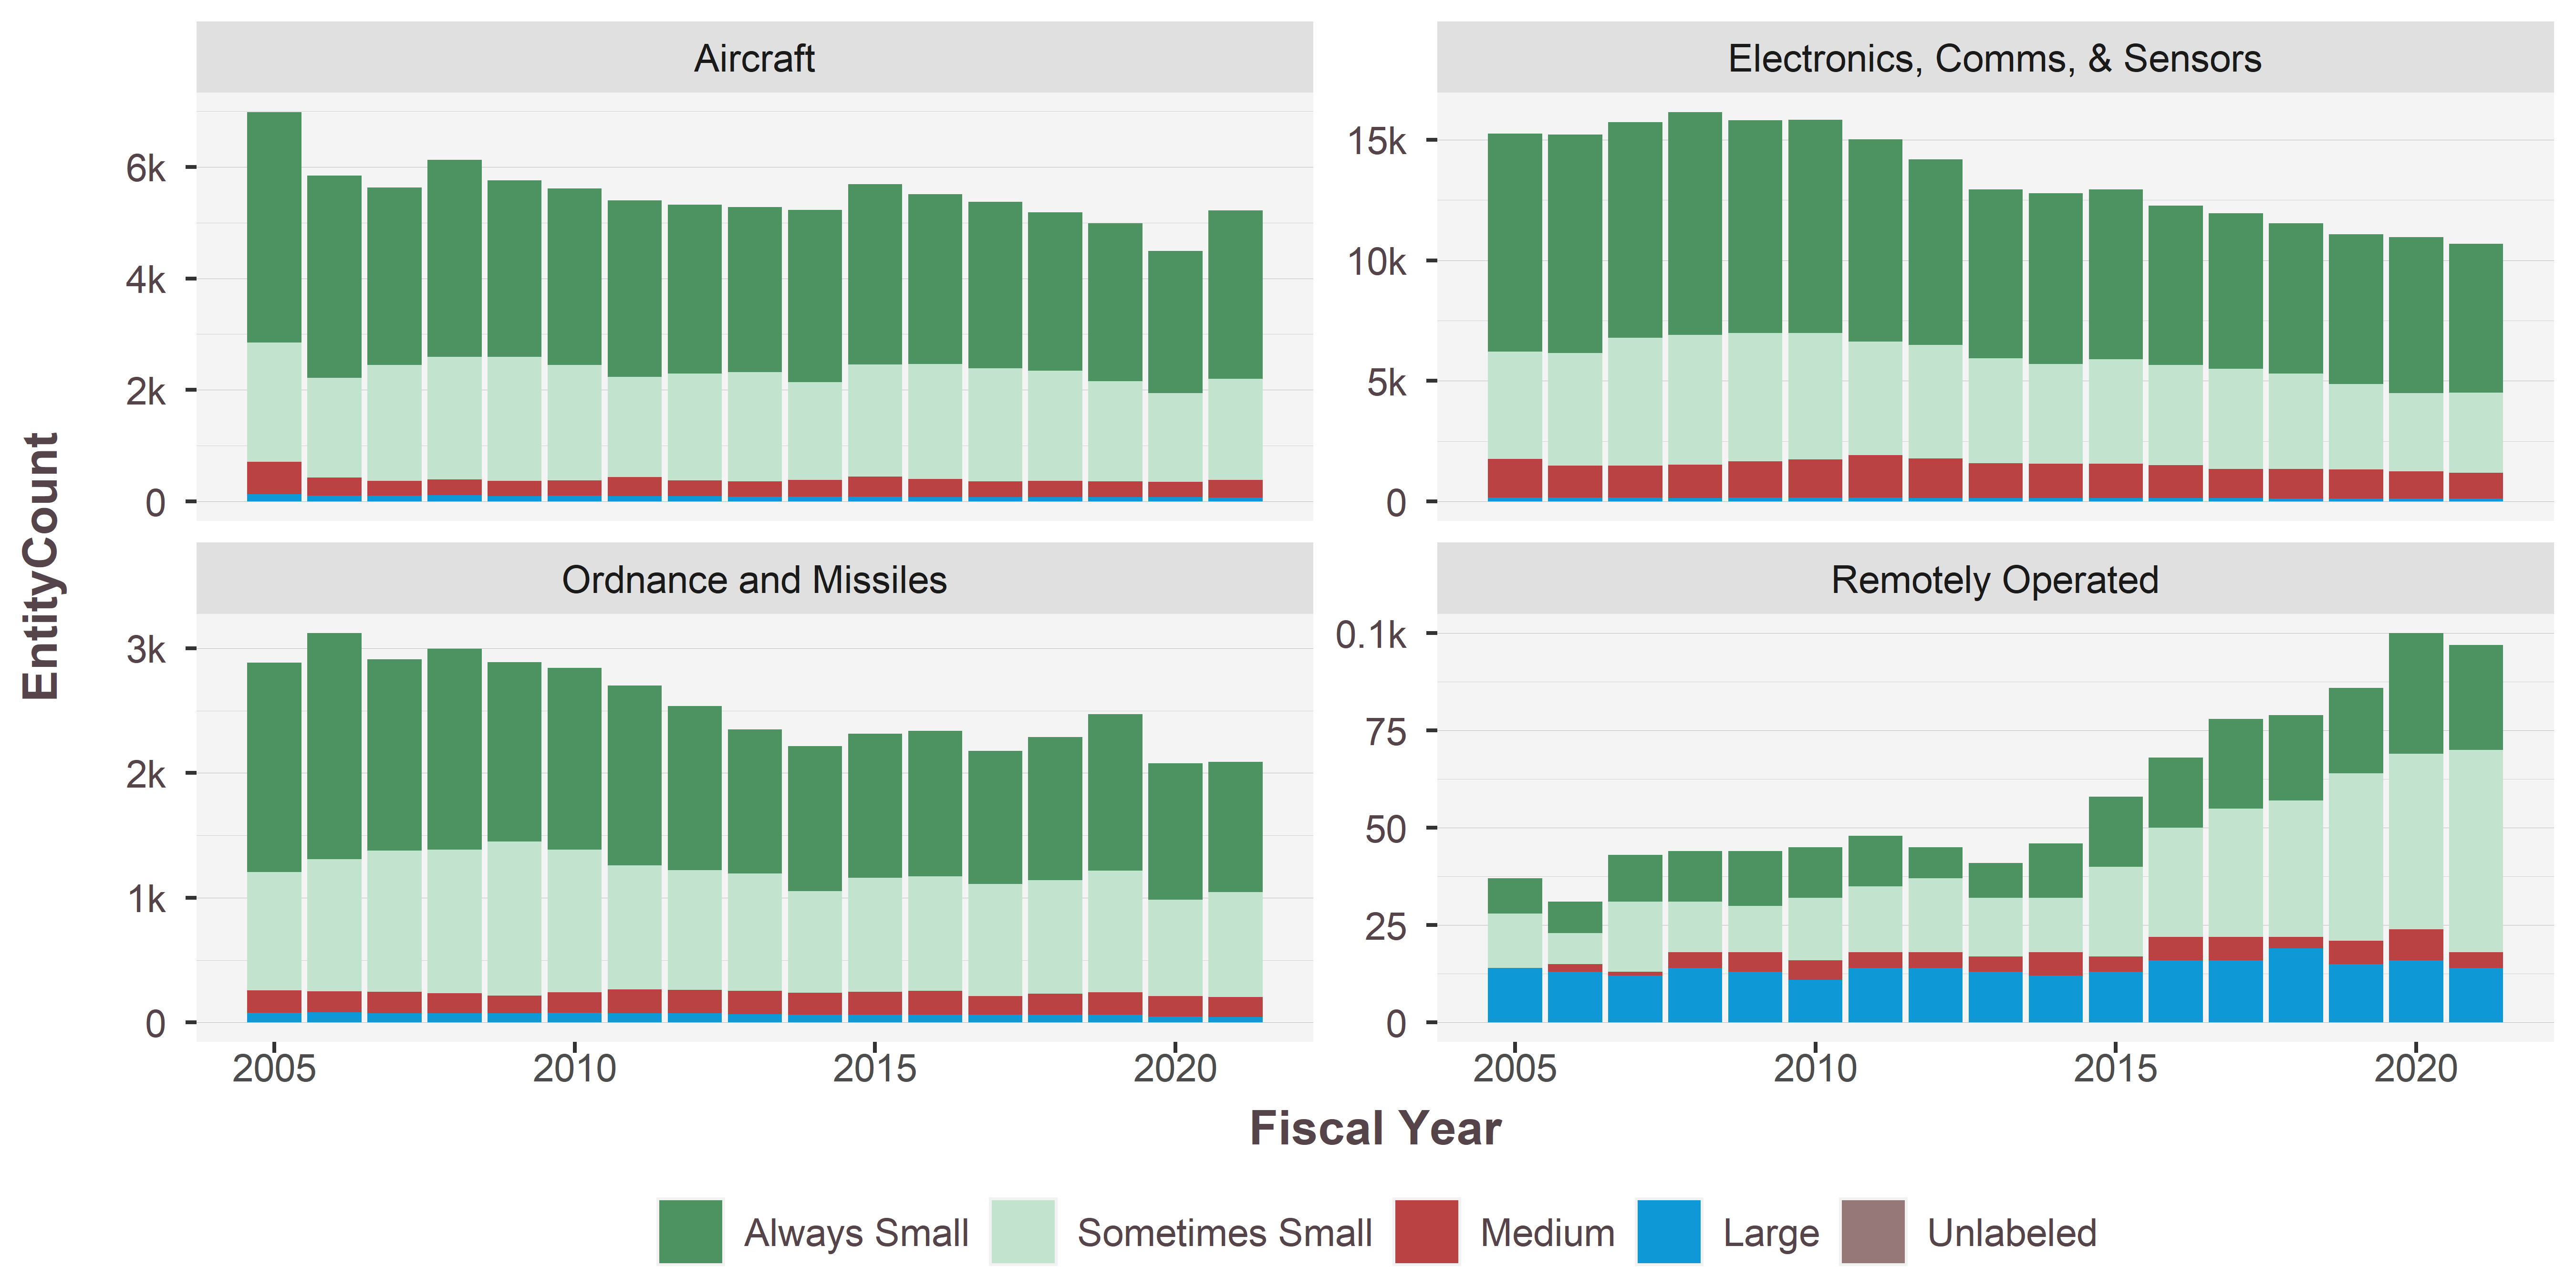 Aircraft
Electronics, Comms, & Sensors
6k
4k
2k
0
15k
10k
5k
0
Ordnance and Missiles
Remotely Operated
3k
2k
1k
0
0.1k
75
50
25
0
2005 2010 2015 2020
2005 2010 2015 2020
EntityCount
Fiscal Year
Always Small Sometimes Small Medium Large Unlabeled